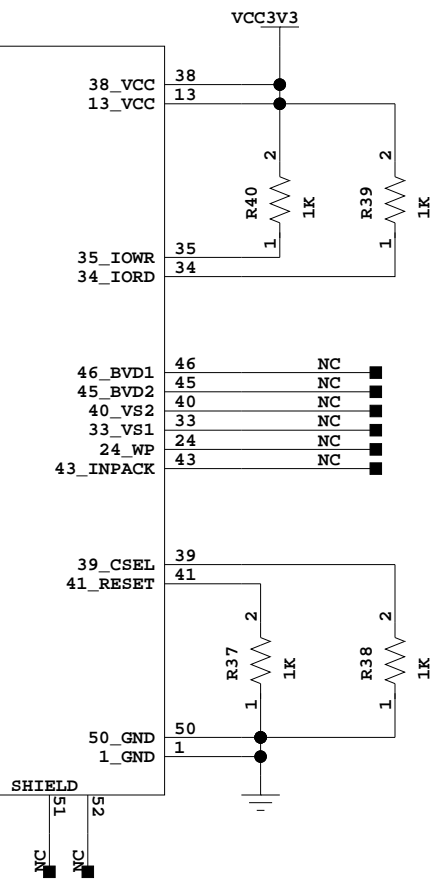 VCC3V3
38_VCC 38
13_VCC 13
R40 2 1 1K
R39 2 1 1K
35_IOWR 35
34_IORD 34
46_BVD1 46 NC
45_BVD2 45 NC
40_VS2 40 NC
33_VS1 33 NC
24_WP 24 NC
43_INPACK 43 NC
39_CSEL 39
41_RESET 41
R37 2 1 1K
R38 2 1 1K
50_GND 50
1_GND 1
SHIELD
51 52
NC NC